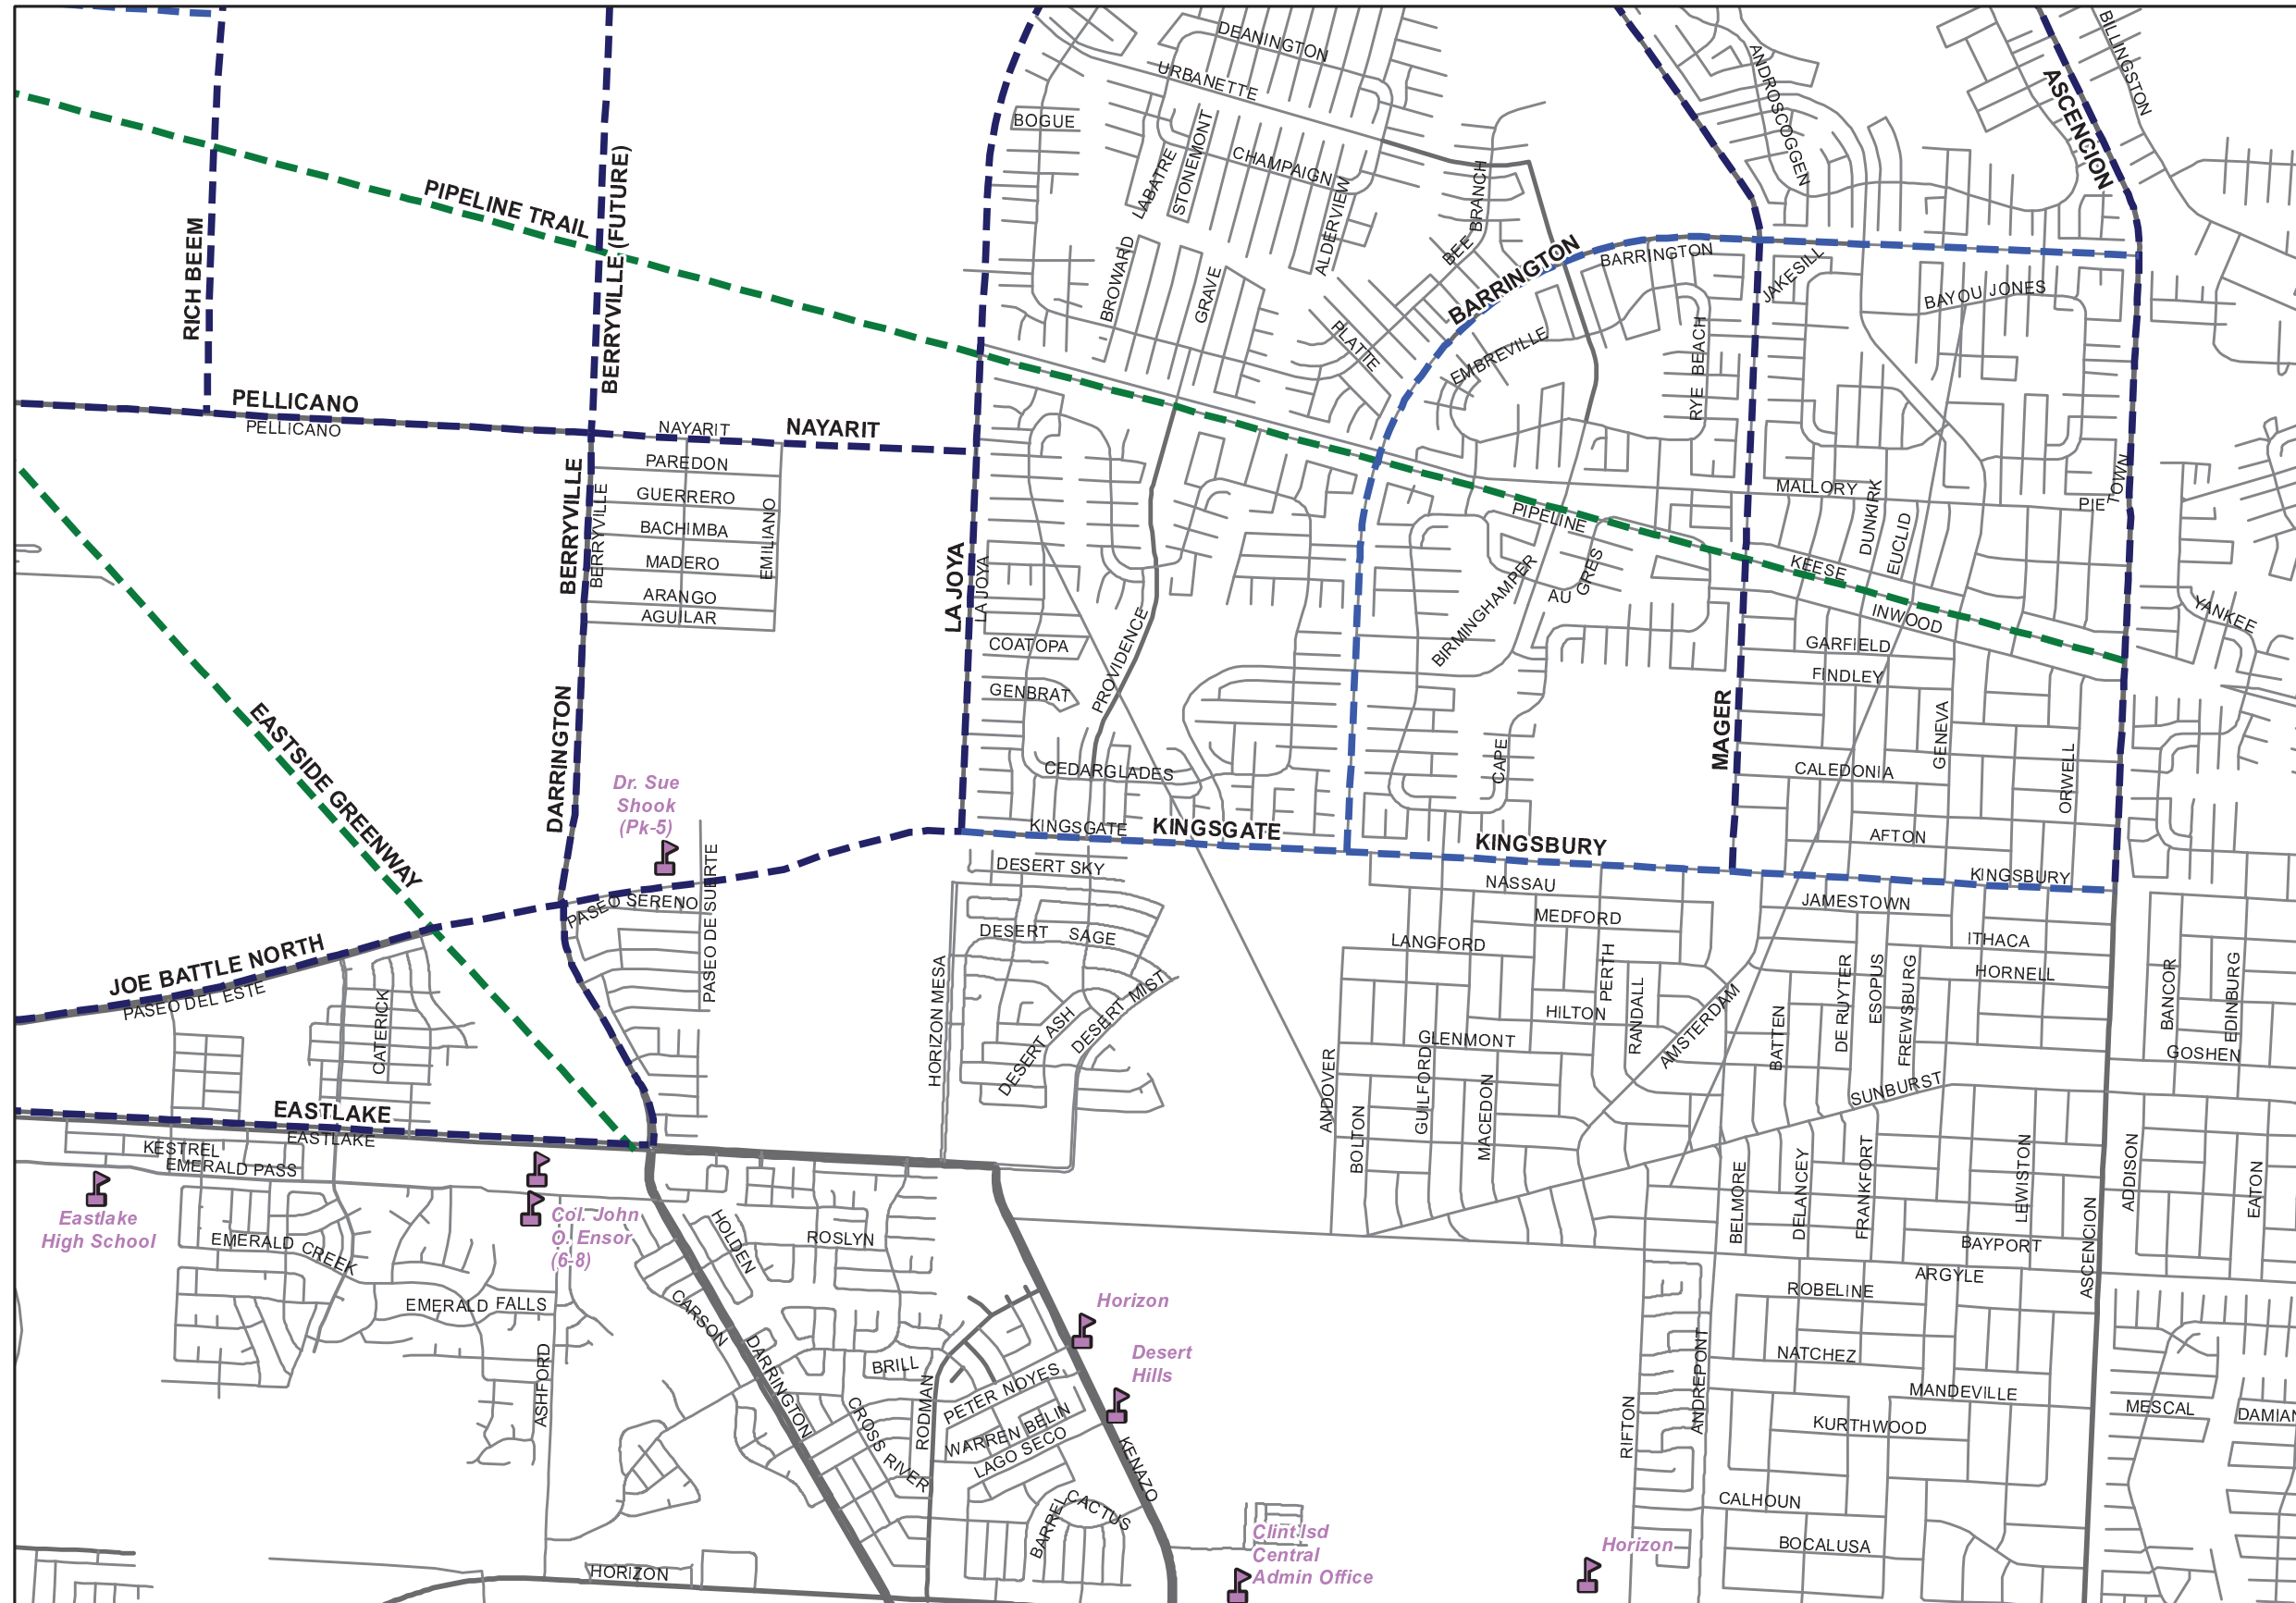 DEANINGTON
BILLINGSTON
URBANETTE
ANDROSCOGGEN
ASCENCION
BOGUE
STONEMONT
LABATRE
CHAMPAIGN
ALDERVIEW
BEE BRANCH
PIPELINE TRAIL
BERRYVILLE (FUTURE)
RICH BEEM
BROWARD
GRAVE
PLATTE
BARRINGTON
BARRINGTON
JAKESILL
BAYOU JONES
EMBREVILLE
RYE BEACH
PELLICANO
PELLICANO
NAYARIT
NAYARIT
PAREDON
GUERRERO
BACHIMBA
MADERO
ARANGO
AGUILAR
EMILIANO
BERRYVILLE
BERRYVILLE
MALLORY
DUNKIRK
EUCLID
PIE TOWN
PIPELINE
KEESE
INWOOD
AU GRES
BIRMINGHAMPER
LA JOYA
LA JOYA
COATOPA
GENBRAT
PROVIDENCE
CEDARGLADES
GARFIELD
FINDLEY
GENEVA
ORWELL
YANKEE
MAGER
CAPE
CALEDONIA
AFTON
EASTSIDE GREENWAY
DARRINGTON
Dr. Sue
Shook
(Pk-5)
KINGSGATE
KINGSGATE
KINGSBURY
KINGSBURY
PASEO DE SUERTE
PASEO SERENO
DESERT SKY
DESERT SAGE
DESERT ASH
DESERT MIST
HORIZON MESA
NASSAU
MEDFORD
LANGFORD
PERTH
RANDALL
HILTON
GLENMONT
AMSTERDAM
JAMESTOWN
ITHACA
HORNELL
BATTEN
DE RUYTER
ESOPUS
FREWSBURG
BANCOR
EDINBURG
GOSHEN
SUNBURST
JOE BATTLE NORTH
PASEO DEL ESTE
CATERICK
EASTLAKE
EASTLAKE
KESTREL
EMERALD PASS
ANDOVER
BOLTON
GUILFORD
MACEDON
BELMORE
DELANCEY
FRANKFORT
LEWISTON
ADDISON
EATON
ASCENCION
BAYPORT
ARGYLE
ROBELINE
Eastlake
High School
Col. John
O. Ensor
(6-8)
EMERALD CREEK
EMERALD FALLS
HOLDEN
ROSLYN
CARSON
DARRINGTON
ASHFORD
BRILL
CROSS RIVER
RODMAN
PETER NOYES
WARREN BELIN
LAGO SECO
BARREL CACTUS
KENAZO
Horizon
Desert
Hills
RIFTON
ANDREPONT
NATCHEZ
MANDEVILLE
KURTHWOOD
MESCAL
DAMIAN
CALHOUN
BOCALUSA
HORIZON
Clint Isd
Central
Admin Office
Horizon